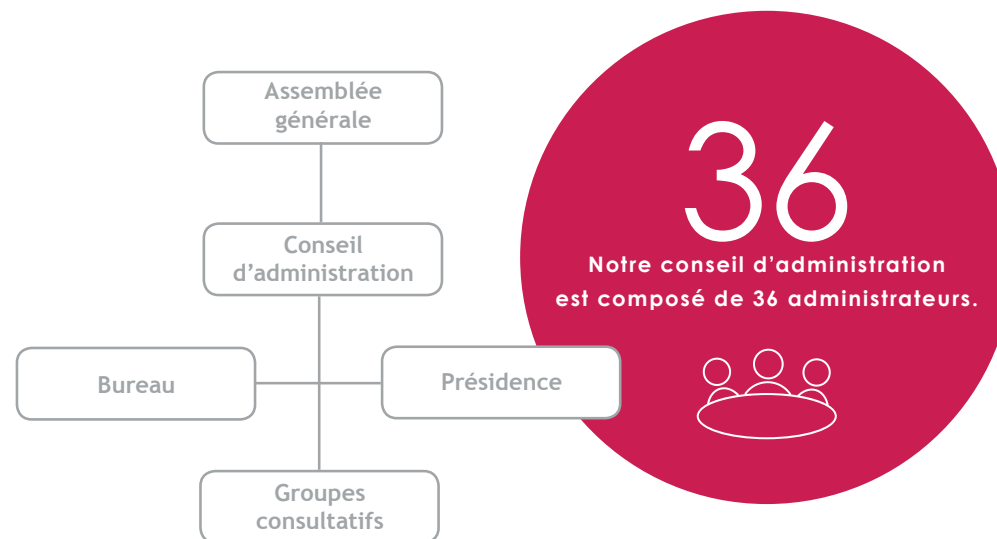 Assemblée
générale
Conseil
d'administration
Bureau
Présidence
Groupes
consultatifs
36
Notre conseil d'administration
est composé de 36 administrateurs.